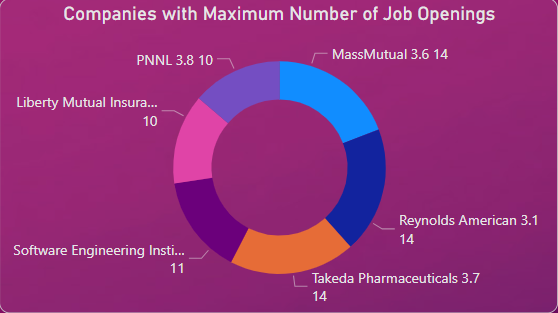 Companies with Maximum Number of Job Openings
PNNL 3.8 10
MassMutual 3.6 14
Liberty Mutual Insura...
10
Reynolds American 3.1
14
Software Engineering Insti...
11
Takeda Pharmaceuticals 3.7
14